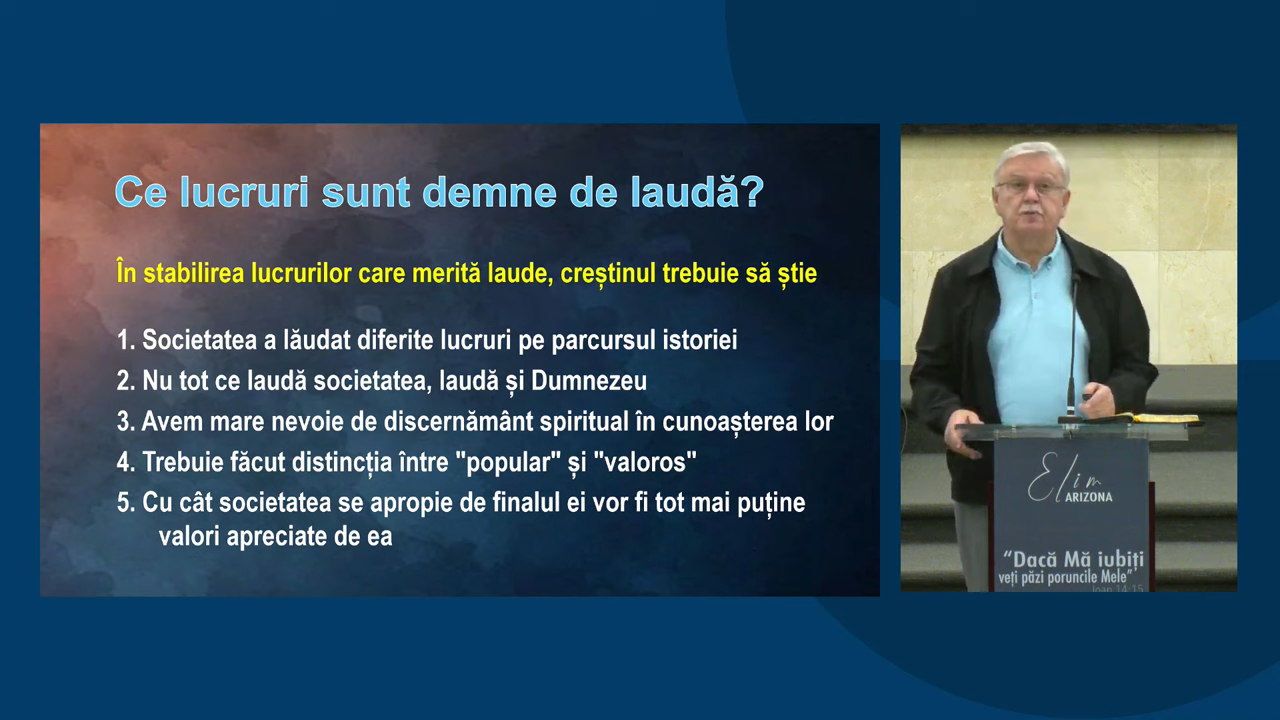 Ce lucruri sunt demne de laudă?
În stabilirea lucrurilor care merită laude, creștinul trebuie să știe
1. Societatea a lăudat diferite lucruri pe parcursul istoriei
2. Nu tot ce laudă societatea, laudă și Dumnezeu
3. Avem mare nevoie de discernământ spiritual în cunoașterea lor
4. Trebuie făcut distincția între "popular" și "valoros"
5. Cu cât societatea se apropie de finalul ei vor fi tot mai puține
valori apreciate de ea
Elim
ARIZONA
“Dacă Mă iubiți
veți păzi poruncile Mele”
Ioan 14:15